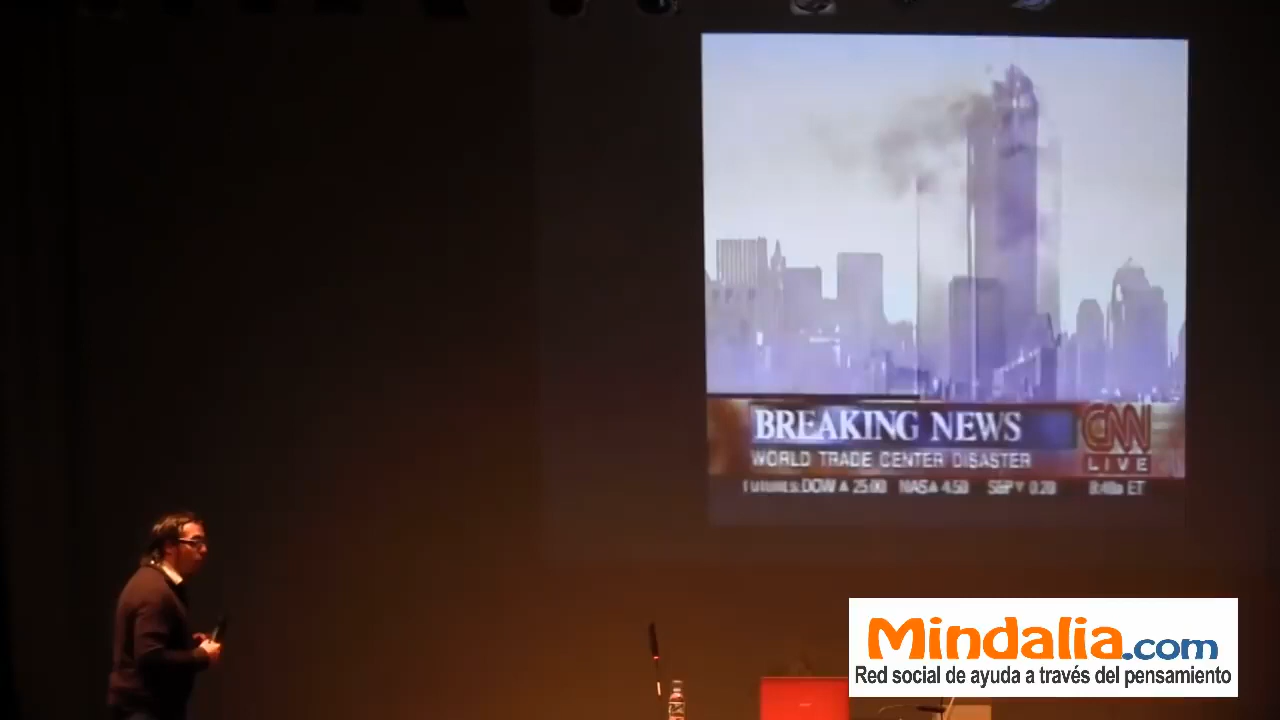 BREAKING NEWS
CNN
LIVE
WORLD TRADE CENTER DISASTER
FUTURES: DOW ▲ 25.00 NAS ▲ 4.50 S&P ▼ 0.20 8:49a ET
Mindalia.com
Red social de ayuda a través del pensamiento